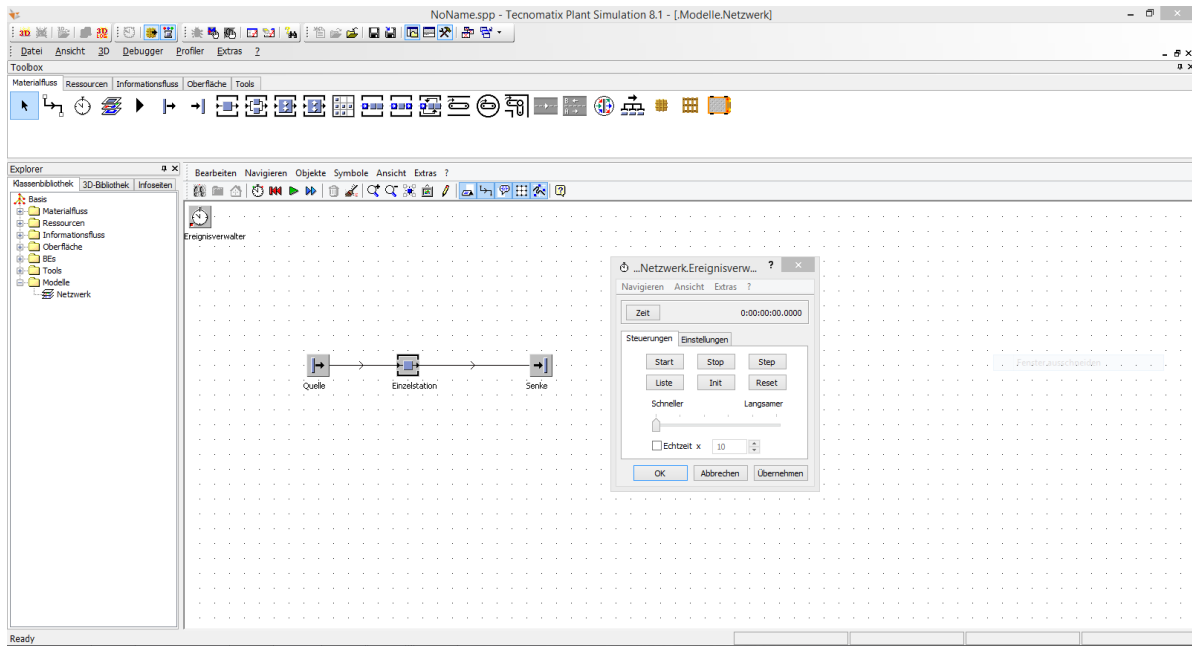 NoName.spp - Tecnomatix Plant Simulation 8.1 - [.Modelle.Netzwerk]
Datei Ansicht 3D Debugger Profiler Extras ?
Toolbox
Materialfluss Ressourcen Informationsfluss Oberfläche Tools
Explorer
Klassenbibliothek 3D-Bibliothek Infoseiten
Basis
Materialfluss
Ressourcen
Informationsfluss
Oberfläche
BEs
Tools
Modelle
Netzwerk
Bearbeiten Navigieren Objekte Symbole Ansicht Extras ?
Ereignisverwalter
Quelle Einzelstation Senke
...Netzwerk.Ereignisverw... ?
Navigieren Ansicht Extras ?
Zeit 0:00:00:00.0000
Steuerungen Einstellungen
Start Stop Step
Liste Init Reset
Schneller Langsamer
Echtzeit x 10
OK Abbrechen Übernehmen
Fenster ausschneiden
Ready